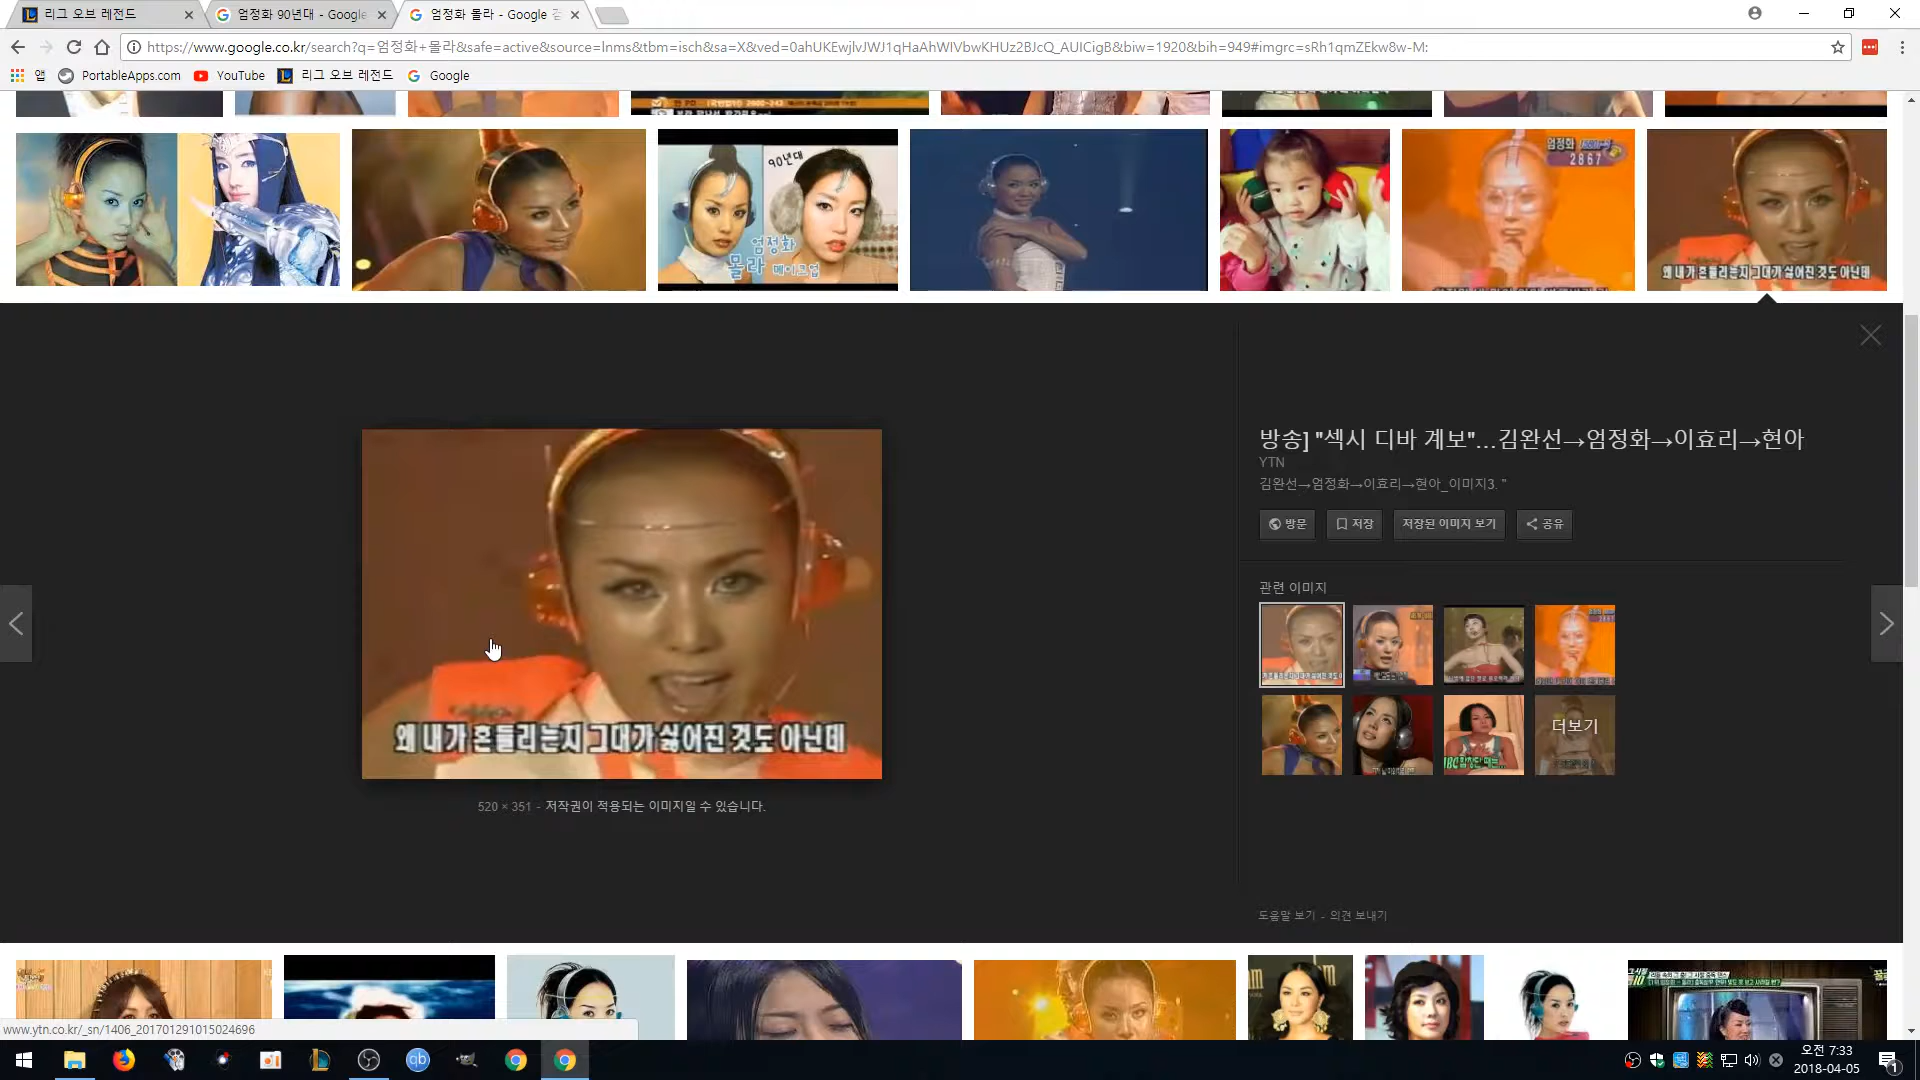 리그 오브 레전드
엄정화 90년대 - Google
엄정화 몰라 - Google 검
https://www.google.co.kr/search?q=엄정화+몰라&safe=active&source=lnms&tbm=isch&sa=X&ved=0ahUKEwjlvJWJ1qHaAhWIVbwKHUz2BJcQ_AUICigB&biw=1920&bih=949#imgrc=sRh1qmZEkw8w-M:
앱
PortableApps.com
YouTube
리그 오브 레전드
Google
90년대
엄정화
몰라 메이크업
엄정화
2867
왜 내가 흔들리는지 그대가 싫어진 것도 아닌데
방송] "섹시 디바 계보"...김완선→엄정화→이효리→현아
YTN
김완선→엄정화→이효리→현아_이미지3. "
방문
저장
저장된 이미지 보기
공유
관련 이미지
더보기
왜 내가 흔들리는지 그대가 싫어진 것도 아닌데
520 × 351 - 저작권이 적용되는 이미지일 수 있습니다.
도움말 보기 - 의견 보내기
www.ytn.co.kr/_sn/1406_201701291015024696
오전 7:33
2018-04-05
1